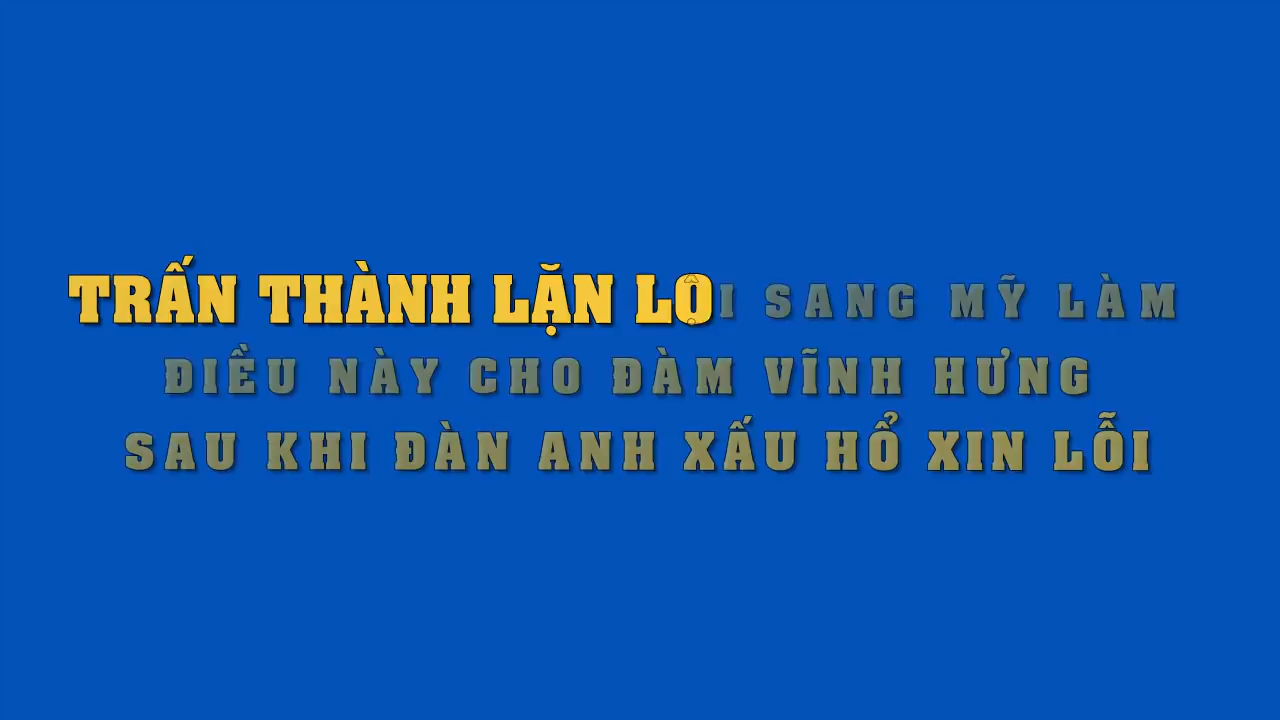 TRẤN THÀNH LẶN LỘI SANG MỸ LÀM
ĐIỀU NÀY CHO ĐÀM VĨNH HƯNG
SAU KHI ĐÀN ANH XẤU HỔ XIN LỖI